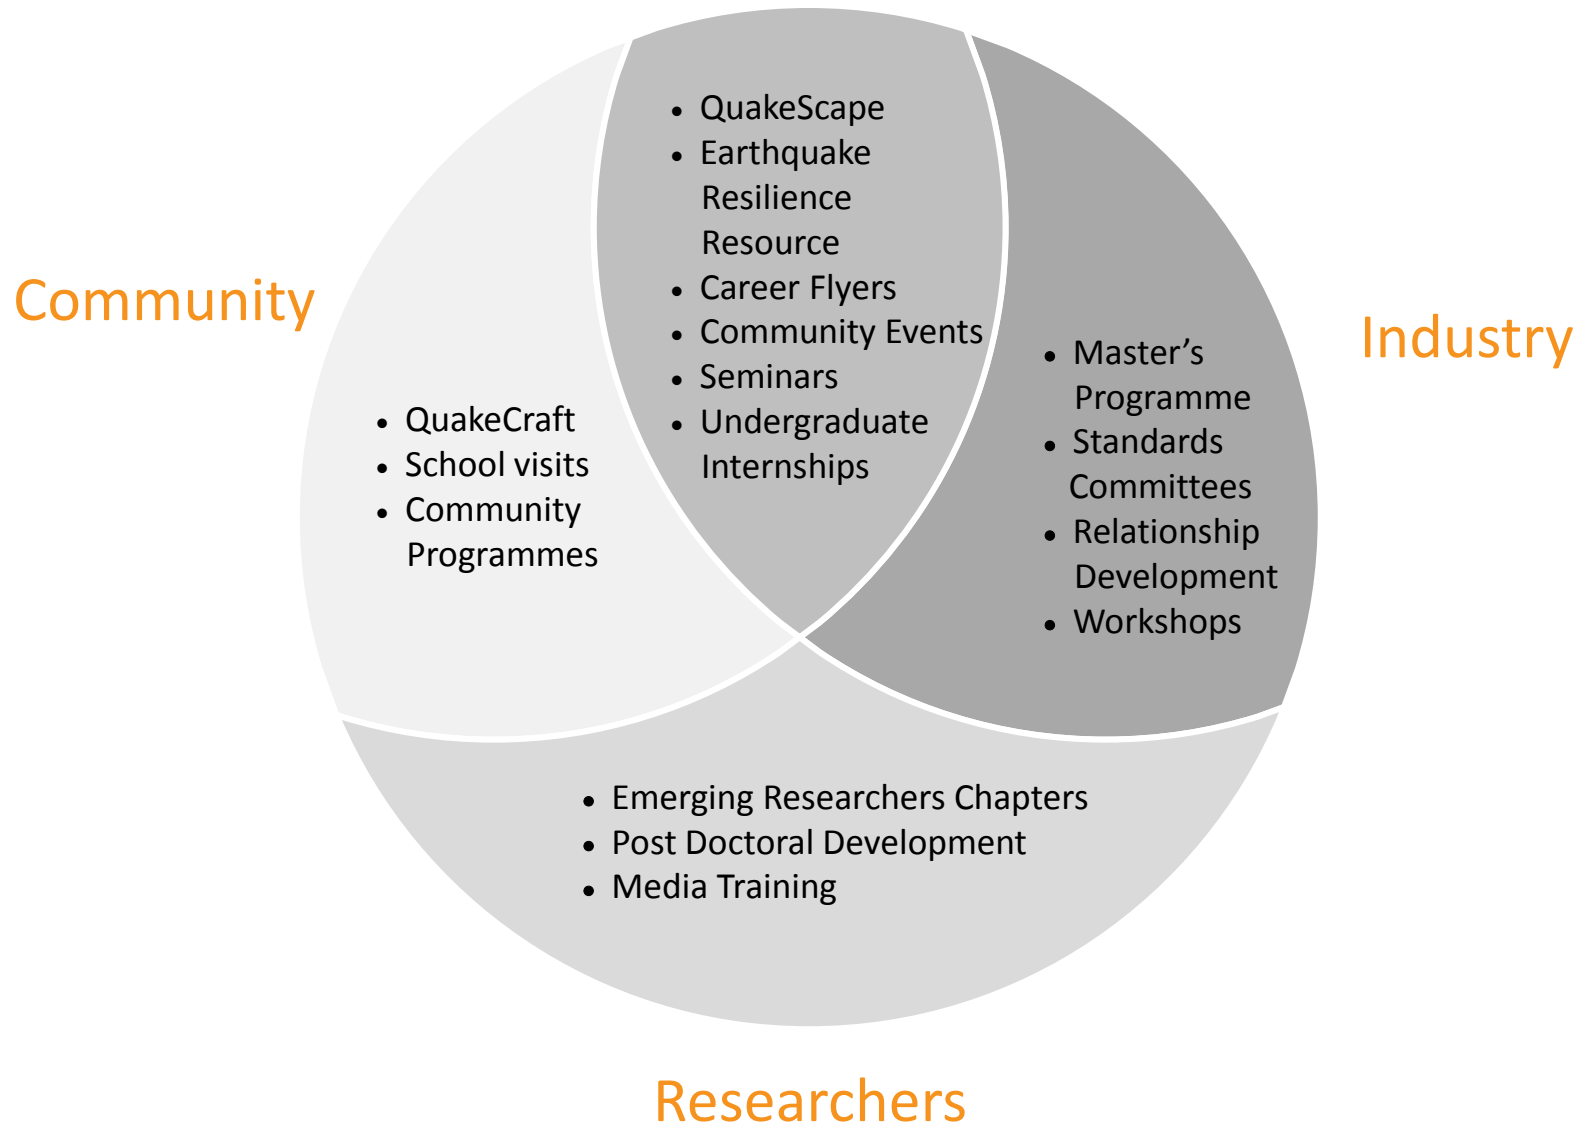 Community
• QuakeCraft
• School visits
• Community
Programmes
• QuakeScape
• Earthquake
Resilience
Resource
• Career Flyers
• Community Events
• Seminars
• Undergraduate
Internships
Industry
• Master’s
Programme
• Standards
Committees
• Relationship
Development
• Workshops
• Emerging Researchers Chapters
• Post Doctoral Development
• Media Training
Researchers